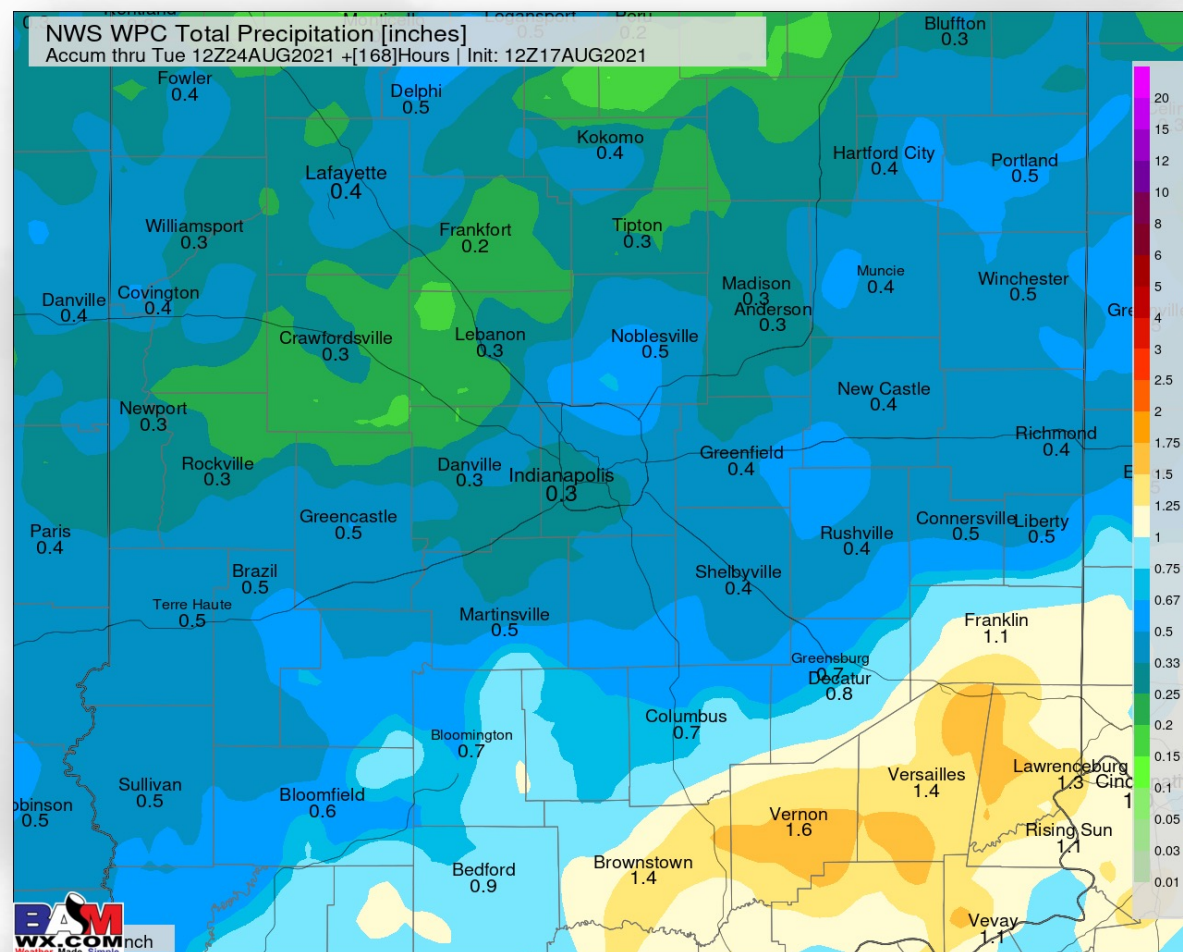 NWS WPC Total Precipitation [inches]
Accum thru Tue 12Z24AUG2021 +[168]Hours | Init: 12Z17AUG2021
Bluffton
0.3
Fowler
0.4
Delphi
0.5
Kokomo
0.4
Hartford City
0.4
Portland
0.5
Lafayette
0.4
Williamsport
0.3
Frankfort
0.2
Tipton
0.3
Madison
0.3
Anderson
0.3
Muncie
0.4
Winchester
0.5
Danville
0.4
Covington
0.4
Crawfordsville
0.3
Lebanon
0.3
Noblesville
0.5
New Castle
0.4
Newport
0.3
Richmond
0.4
Rockville
0.3
Danville
0.3
Indianapolis
0.3
Greenfield
0.4
Paris
0.4
Greencastle
0.5
Rushville
0.4
Connersville
0.5
Liberty
0.5
Brazil
0.5
Shelbyville
0.4
Terre Haute
0.5
Martinsville
0.5
Franklin
1.1
Greensburg
0.7
Decatur
0.8
Columbus
0.7
Bloomington
0.7
Sullivan
0.5
Bloomfield
0.6
Versailles
1.4
Lawrenceburg
1.3
obinson
0.5
Vernon
1.6
Rising Sun
1.1
Brownstown
1.4
Bedford
0.9
Vevay
1.1
20
15
12
10
8
6
5
4
3
2.5
2
1.75
1.5
1.25
1
0.75
0.67
0.5
0.33
0.25
0.2
0.15
0.1
0.05
0.03
0.01
BAM
WX.COM
Weather Made Simple
nch